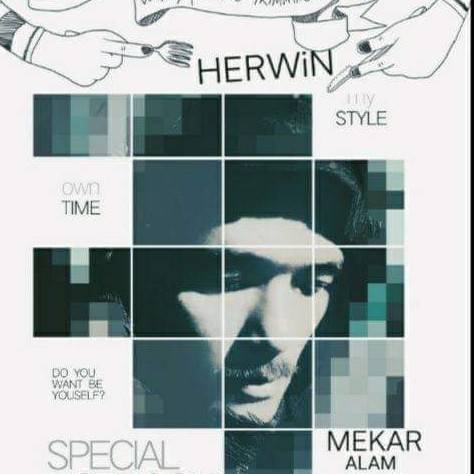 HERWiN
my
STYLE
own
TIME
DO YOU
WANT BE
YOUSELF?
SPECIAL
MEKAR
ALAM